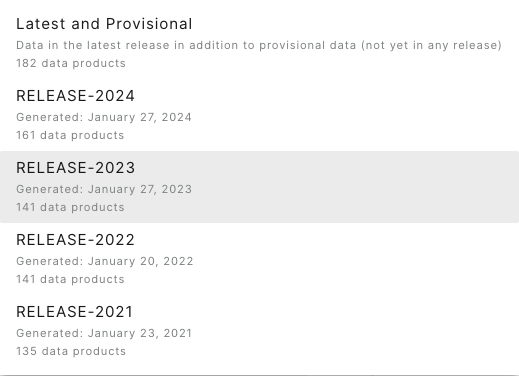 Latest and Provisional
Data in the latest release in addition to provisional data (not yet in any release)
182 data products
RELEASE-2024
Generated: January 27, 2024
161 data products
RELEASE-2023
Generated: January 27, 2023
141 data products
RELEASE-2022
Generated: January 20, 2022
141 data products
RELEASE-2021
Generated: January 23, 2021
135 data products